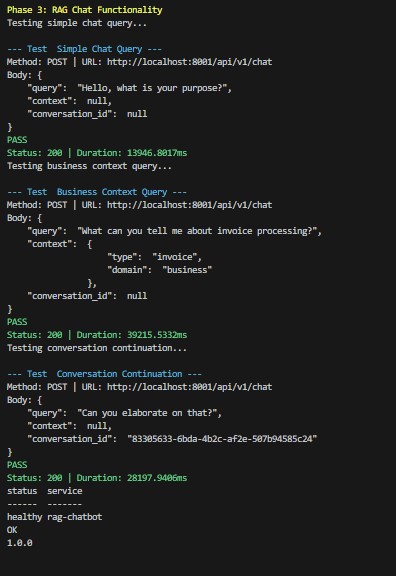 Phase 3: RAG Chat Functionality
Testing simple chat query...
--- Test  Simple Chat Query ---
Method: POST | URL: http://localhost:8001/api/v1/chat
Body: {
    "query":  "Hello, what is your purpose?",
    "context":  null,
    "conversation_id":  null
}
PASS
Status: 200 | Duration: 13946.8017ms
Testing business context query...
--- Test  Business Context Query ---
Method: POST | URL: http://localhost:8001/api/v1/chat
Body: {
    "query":  "What can you tell me about invoice processing?",
    "context":  {
                    "type":  "invoice",
                    "domain":  "business"
                },
    "conversation_id":  null
}
PASS
Status: 200 | Duration: 39215.5332ms
Testing conversation continuation...
--- Test  Conversation Continuation ---
Method: POST | URL: http://localhost:8001/api/v1/chat
Body: {
    "query":  "Can you elaborate on that?",
    "context":  null,
    "conversation_id":  "83305633-6bda-4b2c-af2e-507b94585c24"
}
PASS
Status: 200 | Duration: 28197.9406ms
status  service
------  -------
healthy rag-chatbot
OK
1.0.0